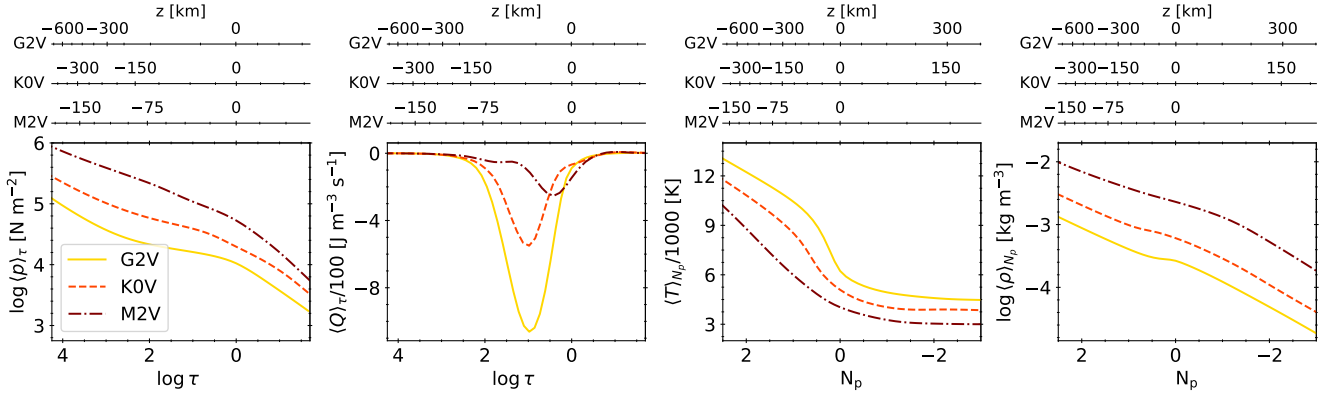 z [km]
−600 −300 0
G2V
−300 −150 0
K0V
−150 −75 0
M2V
6
5
4
3
log ⟨p⟩τ [N m−2]
G2V
K0V
M2V
4 2 0
log τ
z [km]
−600 −300 0
G2V
−300 −150 0
K0V
−150 −75 0
M2V
0
−4
−8
⟨Q⟩τ/100 [J m−3 s−1]
4 2 0
log τ
z [km]
−600 −300 0 300
G2V
−300 −150 0 150
K0V
−150 −75 0
M2V
12
9
6
3
⟨T⟩Np/1000 [K]
2 0 −2
Np
z [km]
−600 −300 0 300
G2V
−300 −150 0 150
K0V
−150 −75 0
M2V
−2
−3
−4
log ⟨ρ⟩Np [kg m−3]
2 0 −2
Np